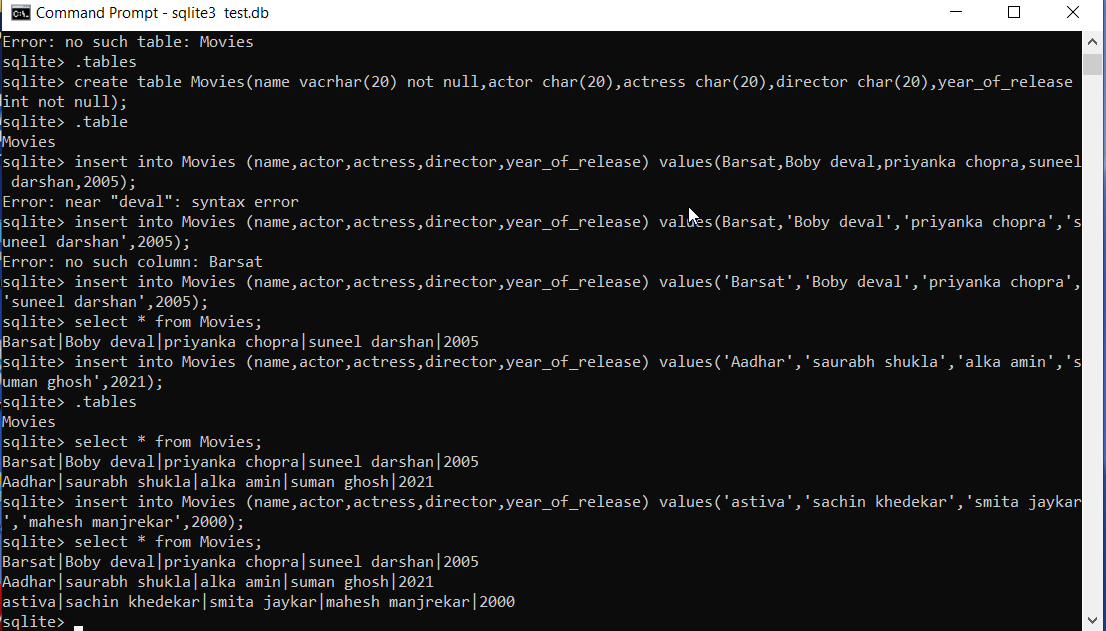 Command Prompt - sqlite3 test.db
Error: no such table: Movies
sqlite> .tables
sqlite> create table Movies(name vacrhar(20) not null,actor char(20),actress char(20),director char(20),year_of_release
int not null);
sqlite> .table
Movies
sqlite> insert into Movies (name,actor,actress,director,year_of_release) values(Barsat,Boby deval,priyanka chopra,suneel
 darshan,2005);
Error: near "deval": syntax error
sqlite> insert into Movies (name,actor,actress,director,year_of_release) values(Barsat,'Boby deval','priyanka chopra','s
uneel darshan',2005);
Error: no such column: Barsat
sqlite> insert into Movies (name,actor,actress,director,year_of_release) values('Barsat','Boby deval','priyanka chopra',
'suneel darshan',2005);
sqlite> select * from Movies;
Barsat|Boby deval|priyanka chopra|suneel darshan|2005
sqlite> insert into Movies (name,actor,actress,director,year_of_release) values('Aadhar','saurabh shukla','alka amin','s
uman ghosh',2021);
sqlite> .tables
Movies
sqlite> select * from Movies;
Barsat|Boby deval|priyanka chopra|suneel darshan|2005
Aadhar|saurabh shukla|alka amin|suman ghosh|2021
sqlite> insert into Movies (name,actor,actress,director,year_of_release) values('astiva','sachin khedekar','smita jaykar
','mahesh manjrekar',2000);
sqlite> select * from Movies;
Barsat|Boby deval|priyanka chopra|suneel darshan|2005
Aadhar|saurabh shukla|alka amin|suman ghosh|2021
astiva|sachin khedekar|smita jaykar|mahesh manjrekar|2000
sqlite>